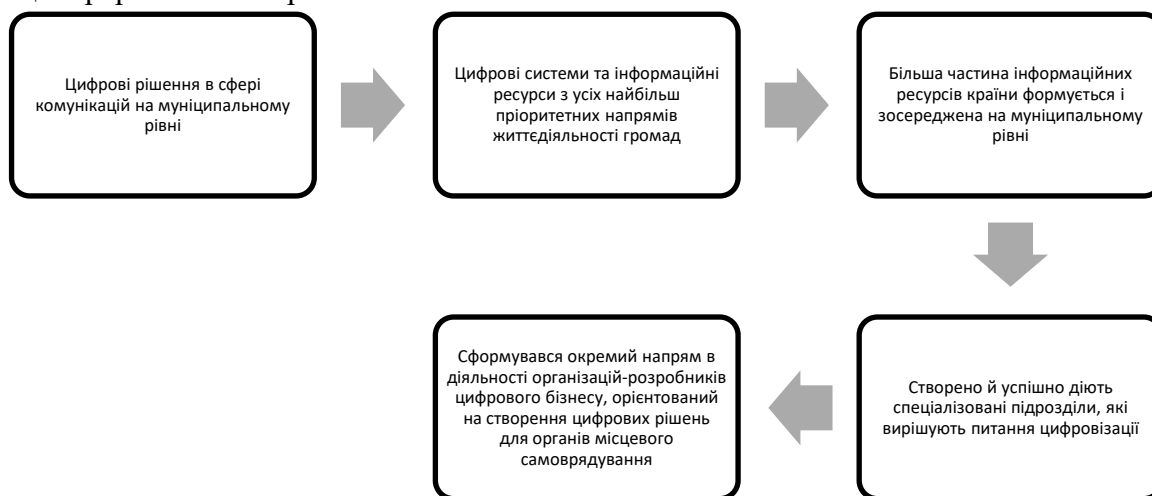 Цифрові рішення в сфері
комунікацій на муніципальному
рівні
Цифрові системи та інформаційні
ресурси з усіх найбільш
пріоритетних напрямів
життєдіяльності громад
Більша частина інформаційних
ресурсів країни формується і
зосереджена на муніципальному
рівні
Створено й успішно діють
спеціалізовані підрозділи, які
вирішують питання цифровізації
Сформувався окремий напрям в
діяльності організацій-розробників
цифрового бізнесу, орієнтований
на створення цифрових рішень
для органів місцевого
самоврядування